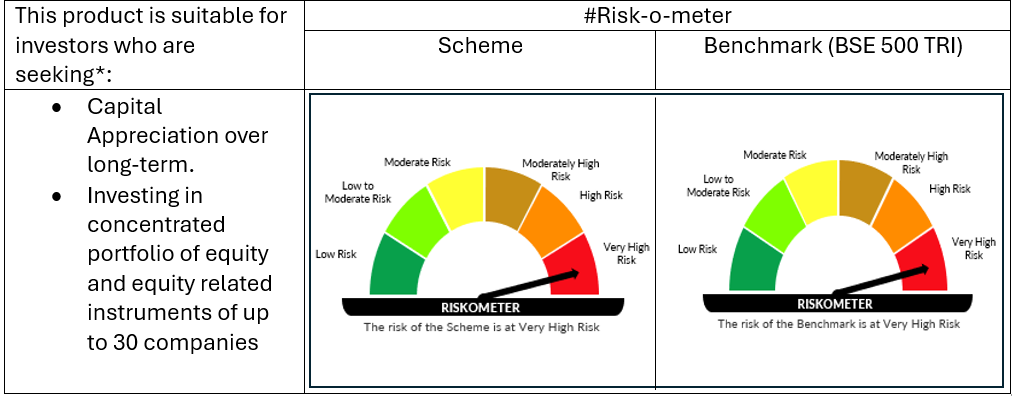 This product is suitable for
investors who are
seeking*:
#Risk-o-meter
Scheme
Benchmark (BSE 500 TRI)
• Capital
Appreciation over
long-term.
• Investing in
concentrated
portfolio of equity
and equity related
instruments of up
to 30 companies
Moderate Risk
Moderately High
Risk
Low to
Moderate Risk
High Risk
Low Risk
Very High
Risk
RISKOMETER
The risk of the Scheme is at Very High Risk
Moderate Risk
Moderately High
Risk
Low to
Moderate Risk
High Risk
Low Risk
Very High
Risk
RISKOMETER
The risk of the Benchmark is at Very High Risk